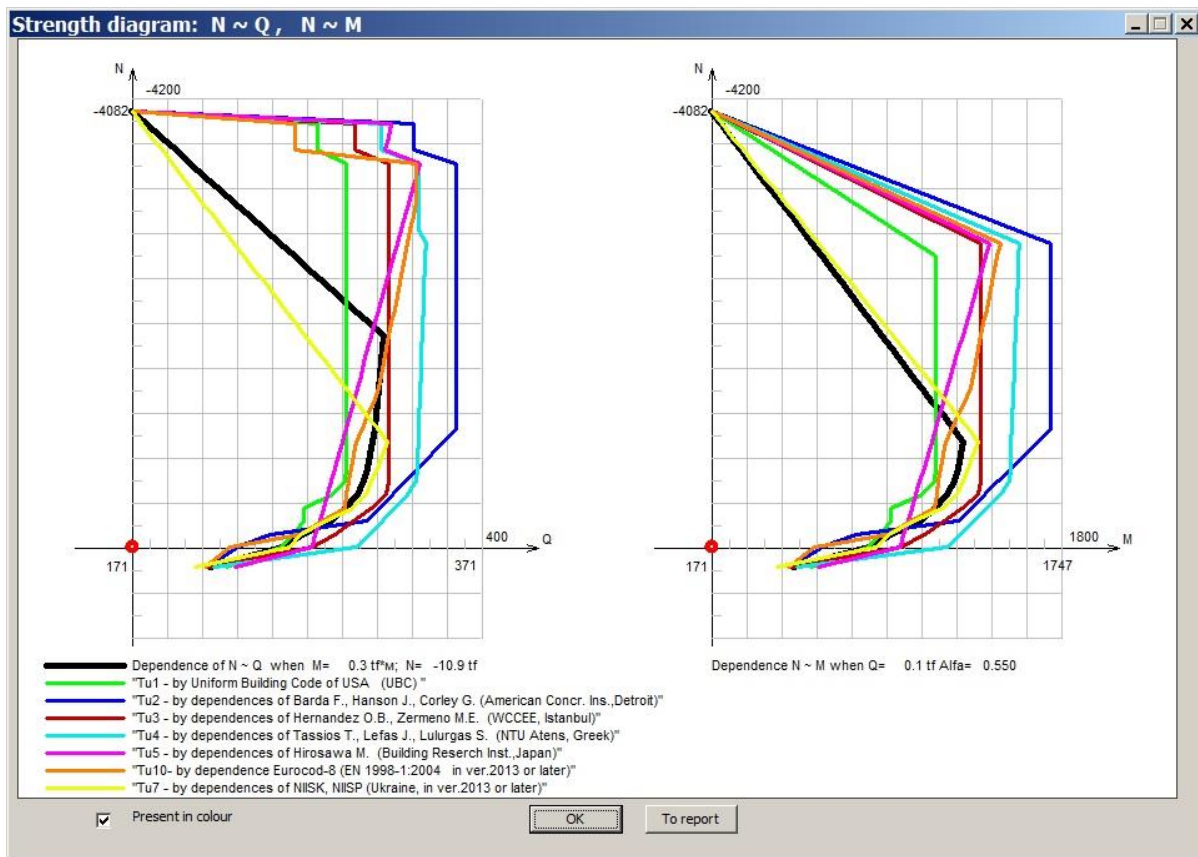 Strength diagram: N ~ Q , N ~ M
N
-4200
-4082
400
Q
171
371
N
-4200
-4082
1800
M
171
1747
Dependence of N ~ Q when M= 0.3 tf*м; N= -10.9 tf
Dependence N ~ M when Q= 0.1 tf Alfa= 0.550
"Tu1 - by Uniform Building Code of USA (UBC) "
"Tu2 - by dependences of Barda F., Hanson J., Corley G. (American Concr. Ins.,Detroit)"
"Tu3 - by dependences of Hernandez O.B., Zermeno M.E. (WCCEE, Istanbul)"
"Tu4 - by dependences of Tassios T., Lefas J., Lulurgas S. (NTU Atens, Greek)"
"Tu5 - by dependences of Hirosawa M. (Building Reserch Inst.,Japan)"
"Tu10- by dependence Eurocod-8 (EN 1998-1:2004 in ver.2013 or later)"
"Tu7 - by dependences of NIISK, NIISP (Ukraine, in ver.2013 or later)"
Present in colour
OK
To report